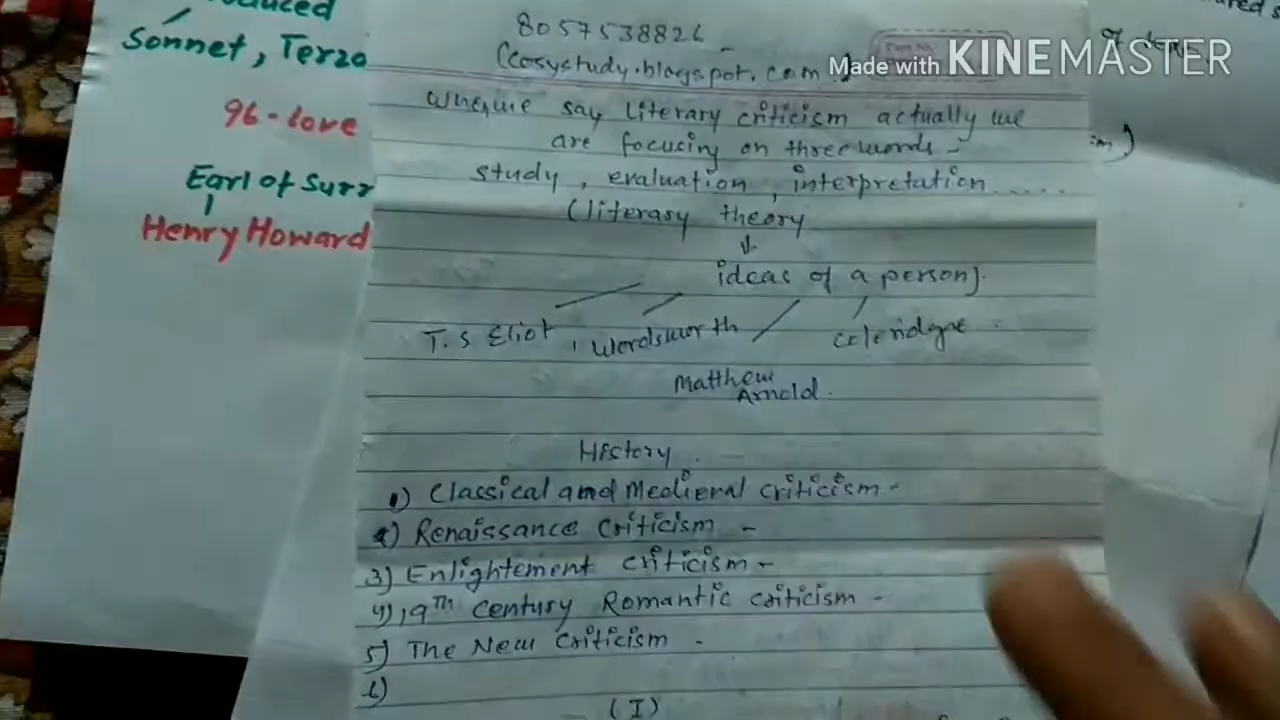 Sonnet, Terzo
96-love
Earl of Surr
Henry Howard
8057538826
(cosystudy.blogspot.com)
Made with KINEMASTER
When we say literary criticism actually we
are focusing on three words -
study, evaluation, interpretation......
(literary theory
ideas of a person).
T.S Eliot, Wordsworth
Coleridgne
Matthew
Arnold.
History
1) Classical and Medieral criticism-
2) Renaissance criticism -
3) Enlightement criticism-
4) 19th Century Romantic criticism -
5) The New criticism -
6)
(I)